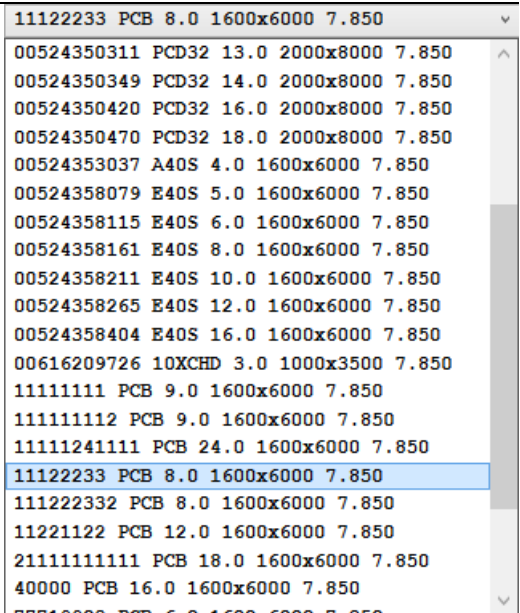 11122233 PCB 8.0 1600x6000 7.850
00524350311 PCD32 13.0 2000x8000 7.850
00524350349 PCD32 14.0 2000x8000 7.850
00524350420 PCD32 16.0 2000x8000 7.850
00524350470 PCD32 18.0 2000x8000 7.850
00524353037 A40S 4.0 1600x6000 7.850
00524358079 E40S 5.0 1600x6000 7.850
00524358115 E40S 6.0 1600x6000 7.850
00524358161 E40S 8.0 1600x6000 7.850
00524358211 E40S 10.0 1600x6000 7.850
00524358265 E40S 12.0 1600x6000 7.850
00524358404 E40S 16.0 1600x6000 7.850
00616209726 10XCHD 3.0 1000x3500 7.850
11111111 PCB 9.0 1600x6000 7.850
111111112 PCB 9.0 1600x6000 7.850
11111241111 PCB 24.0 1600x6000 7.850
11122233 PCB 8.0 1600x6000 7.850
111222332 PCB 8.0 1600x6000 7.850
11221122 PCB 12.0 1600x6000 7.850
21111111111 PCB 18.0 1600x6000 7.850
40000 PCB 16.0 1600x6000 7.850